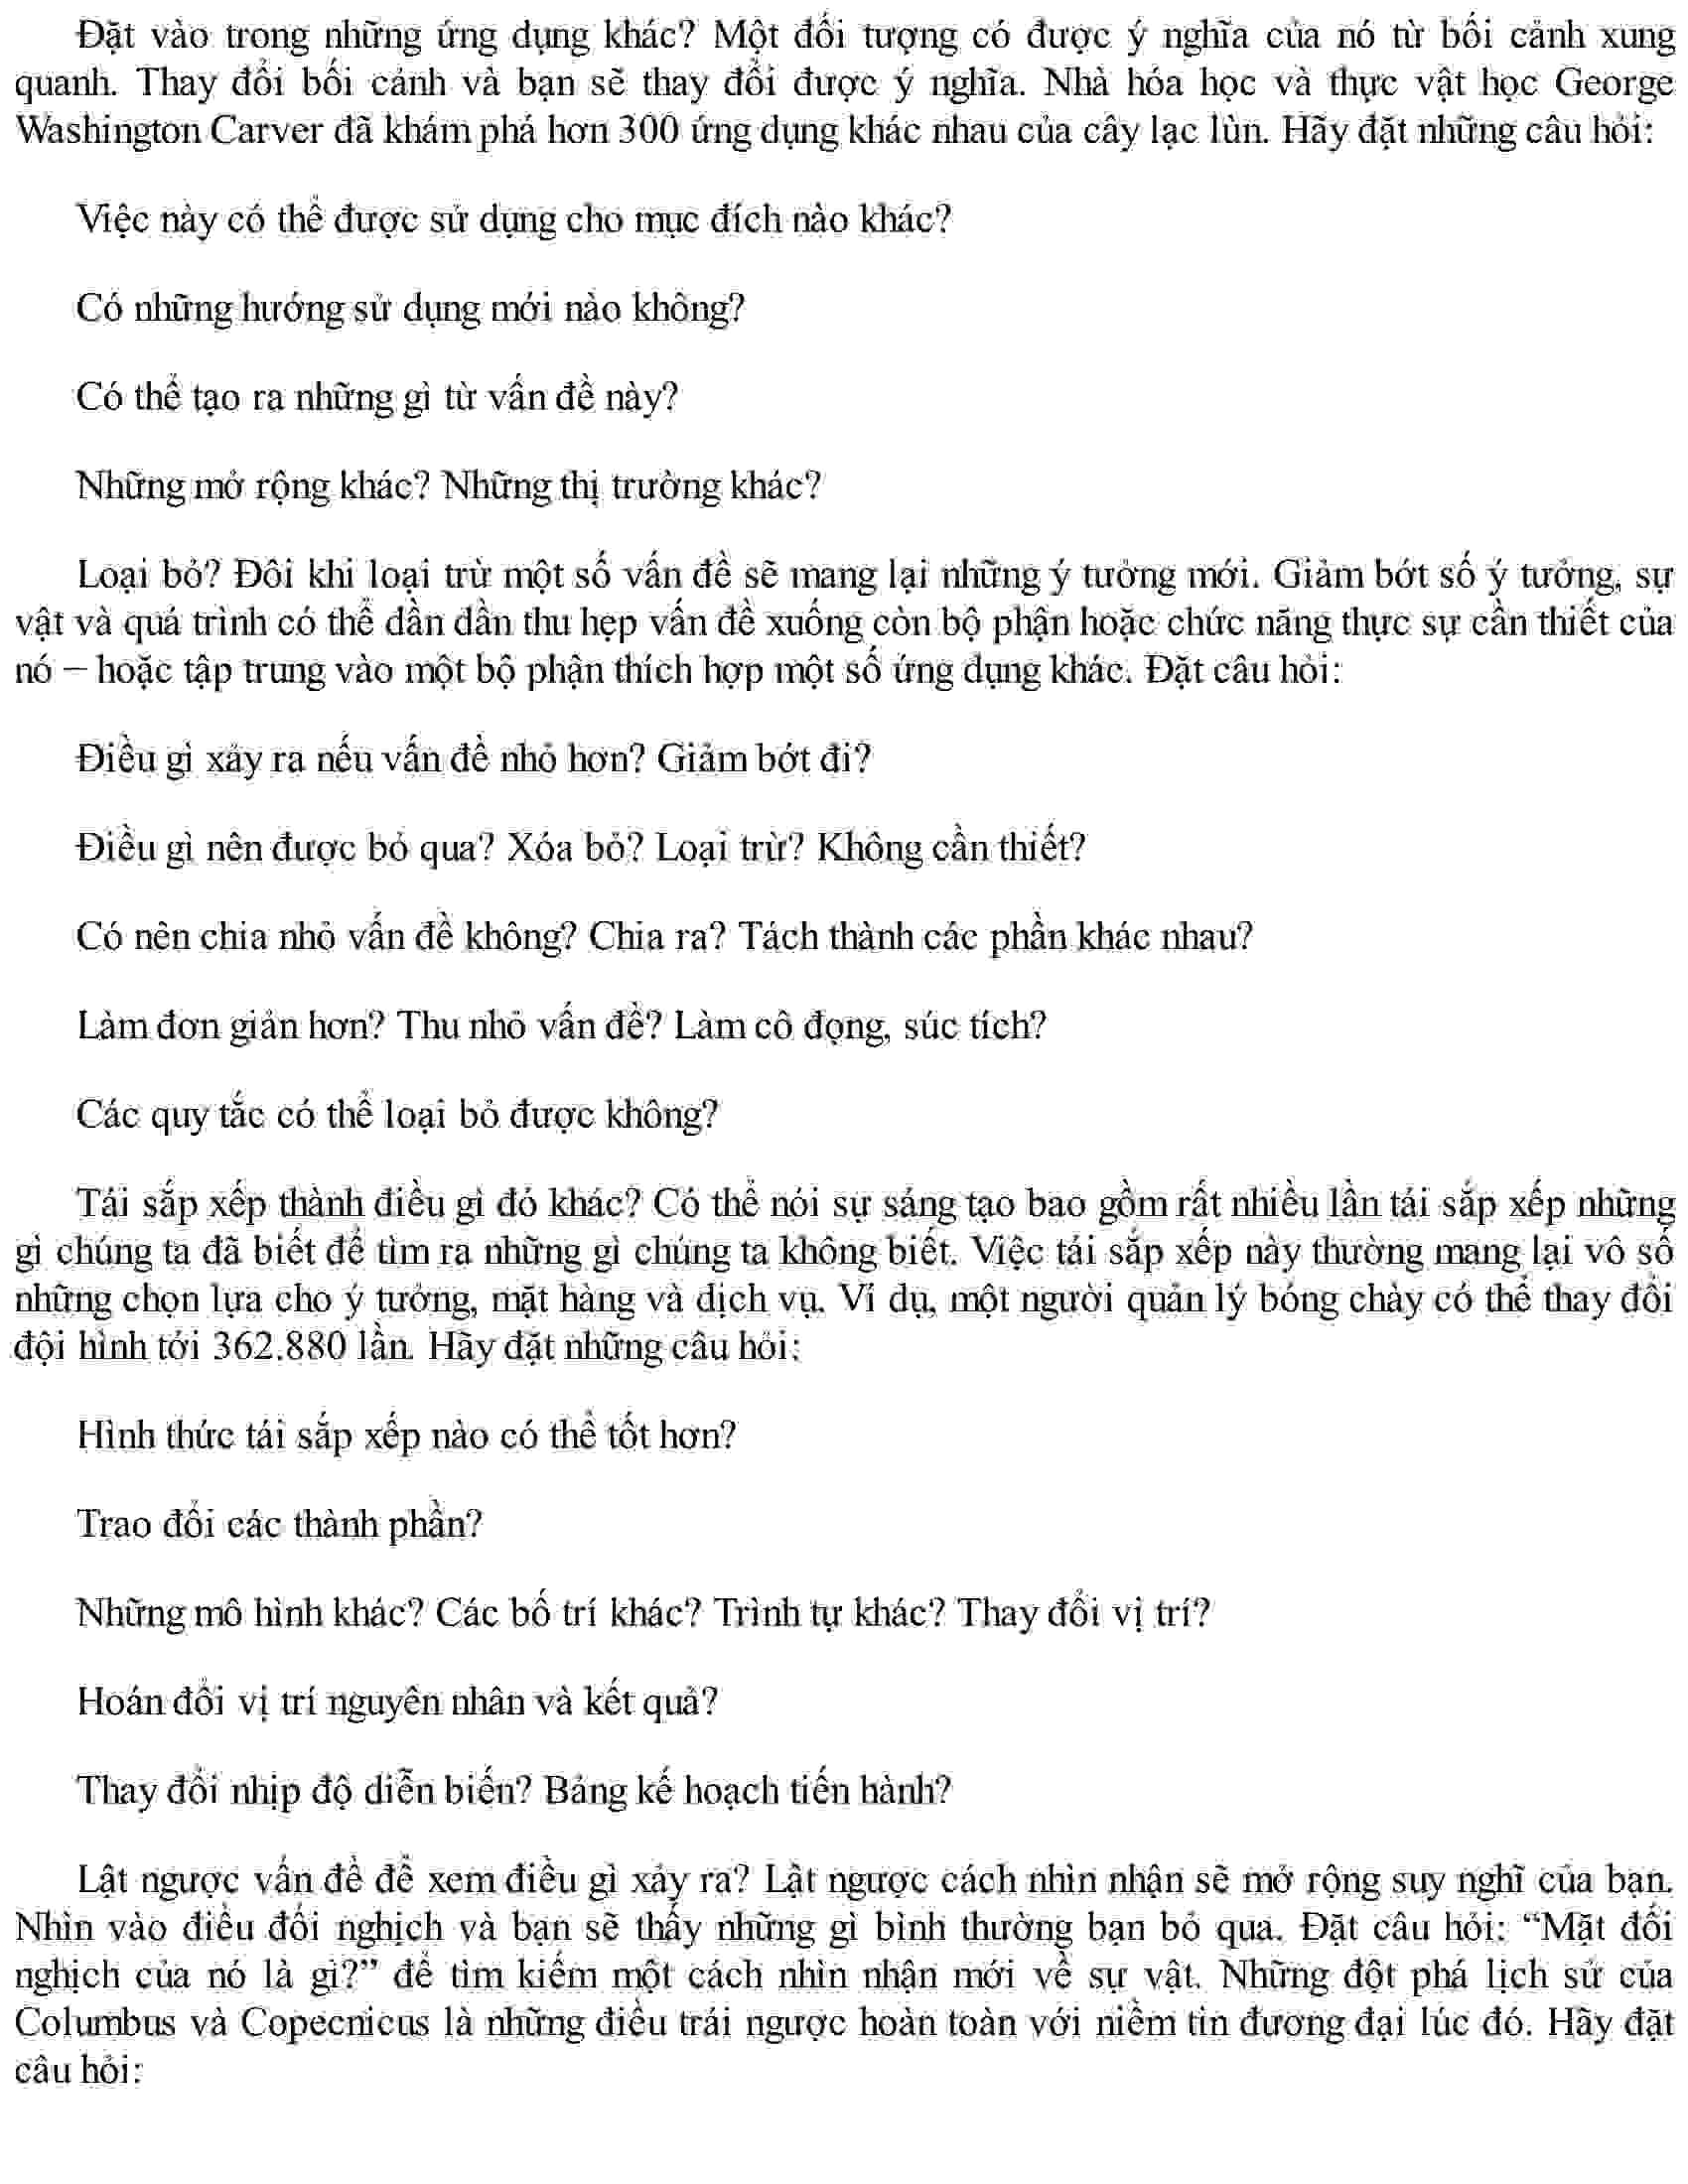 Đặt vào trong những ứng dụng khác? Một đối tượng có được ý nghĩa của nó từ bối cảnh xung
quanh. Thay đổi bối cảnh và bạn sẽ thay đổi được ý nghĩa. Nhà hóa học và thực vật học George
Washington Carver đã khám phá hơn 300 ứng dụng khác nhau của cây lạc lùn. Hãy đặt những câu hỏi:
Việc này có thể được sử dụng cho mục đích nào khác?
Có những hướng sử dụng mới nào không?
Có thể tạo ra những gì từ vấn đề này?
Những mở rộng khác? Những thị trường khác?
Loại bỏ? Đôi khi loại trừ một số vấn đề sẽ mang lại những ý tưởng mới. Giảm bớt số ý tưởng, sự
vật và quá trình có thể dần dần thu hẹp vấn đề xuống còn bộ phận hoặc chức năng thực sự cần thiết của
nó – hoặc tập trung vào một bộ phận thích hợp một số ứng dụng khác. Đặt câu hỏi:
Điều gì xảy ra nếu vấn đề nhỏ hơn? Giảm bớt đi?
Điều gì nên được bỏ qua? Xóa bỏ? Loại trừ? Không cần thiết?
Có nên chia nhỏ vấn đề không? Chia ra? Tách thành các phần khác nhau?
Làm đơn giản hơn? Thu nhỏ vấn đề? Làm cô đọng, súc tích?
Các quy tắc có thể loại bỏ được không?
Tái sắp xếp thành điều gì đó khác? Có thể nói sự sáng tạo bao gồm rất nhiều lần tái sắp xếp những
gì chúng ta đã biết để tìm ra những gì chúng ta không biết. Việc tái sắp xếp này thường mang lại vô số
những chọn lựa cho ý tưởng, mặt hàng và dịch vụ. Ví dụ, một người quản lý bóng chày có thể thay đổi
đội hình tới 362.880 lần. Hãy đặt những câu hỏi:
Hình thức tái sắp xếp nào có thể tốt hơn?
Trao đổi các thành phần?
Những mô hình khác? Các bố trí khác? Trình tự khác? Thay đổi vị trí?
Hoán đổi vị trí nguyên nhân và kết quả?
Thay đổi nhịp độ diễn biến? Bảng kế hoạch tiến hành?
Lật ngược vấn đề để xem điều gì xảy ra? Lật ngược cách nhìn nhận sẽ mở rộng suy nghĩ của bạn.
Nhìn vào điều đối nghịch và bạn sẽ thấy những gì bình thường bạn bỏ qua. Đặt câu hỏi: “Mặt đối
nghịch của nó là gì?” để tìm kiếm một cách nhìn nhận mới về sự vật. Những đột phá lịch sử của
Columbus và Copecnicus là những điều trái ngược hoàn toàn với niềm tin đương đại lúc đó. Hãy đặt
câu hỏi: